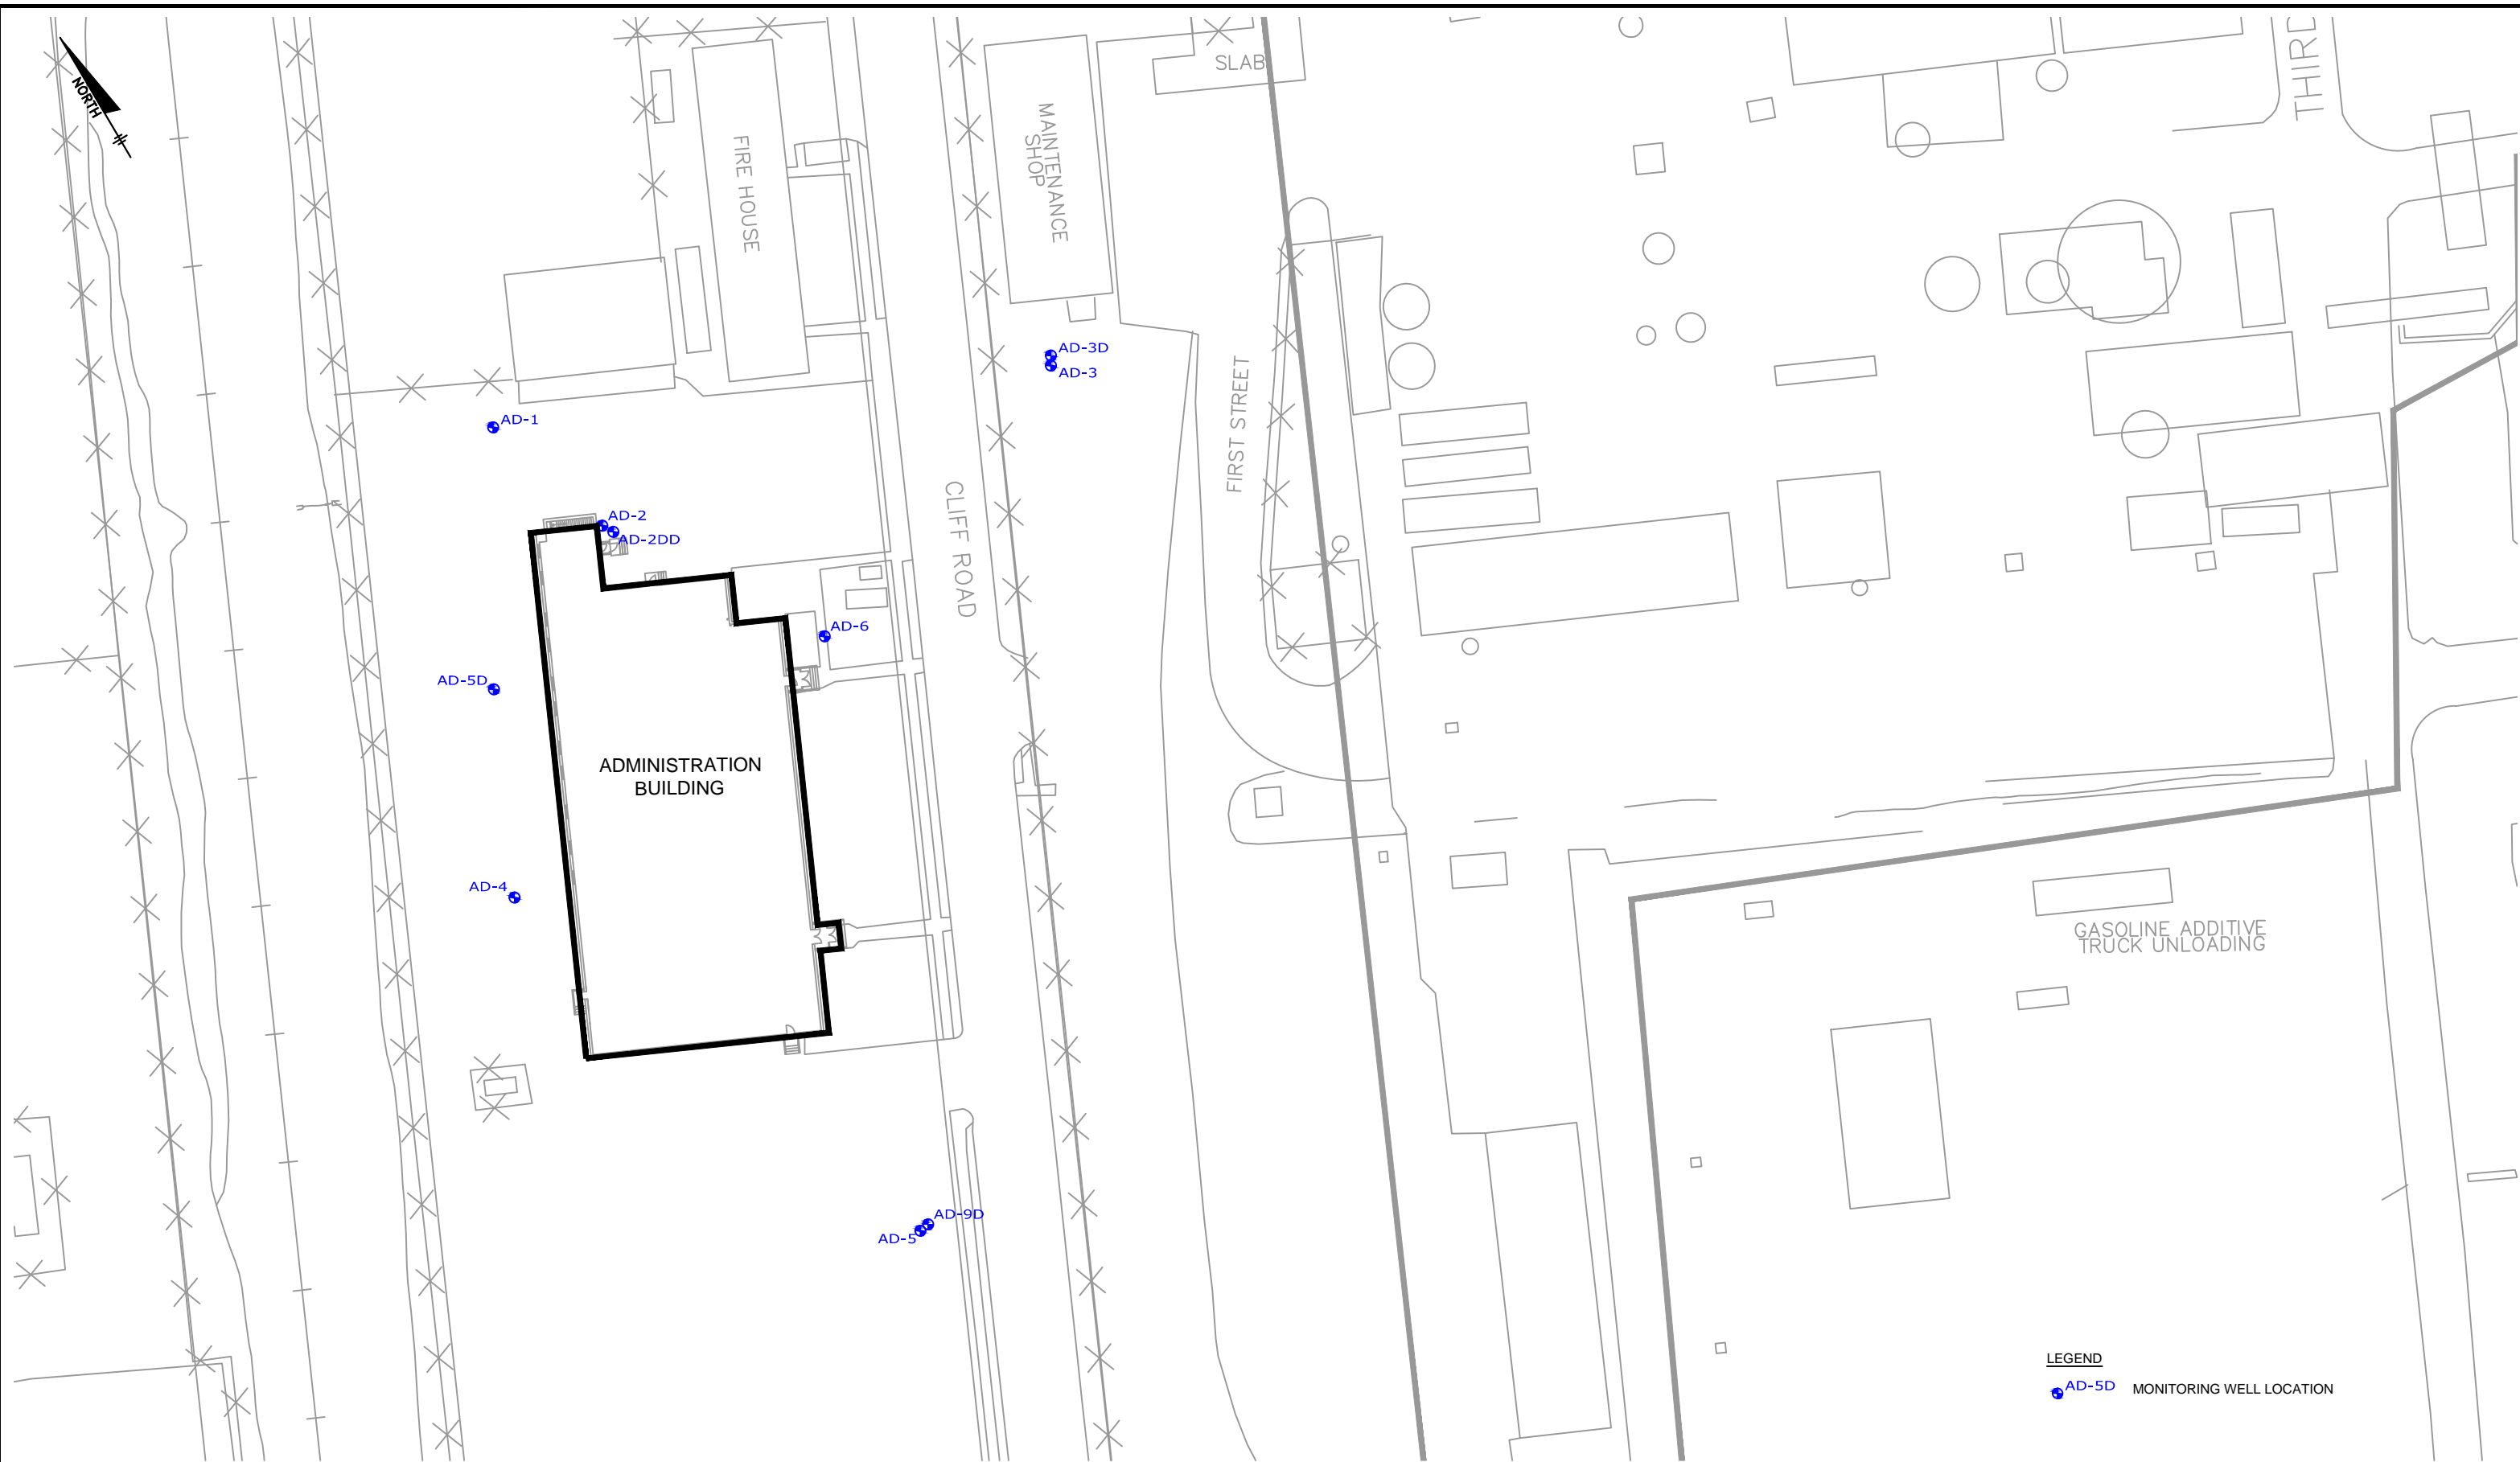 NORTH
SLAB
THIRD
FIRE HOUSE
MAINTENANCE
SHOP
AD-3D
AD-3
FIRST STREET
AD-1
CLIFF ROAD
AD-2
AD-2DD
AD-6
AD-5D
ADMINISTRATION
BUILDING
AD-4
GASOLINE ADDITIVE
TRUCK UNLOADING
AD-9D
AD-5
LEGEND
AD-5D MONITORING WELL LOCATION